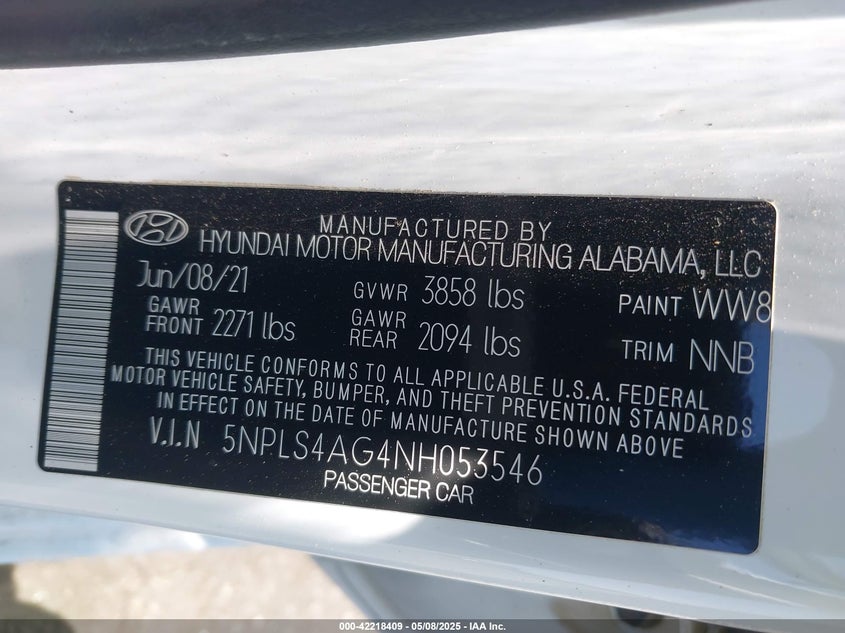 MANUFACTURED BY
HYUNDAI MOTOR MANUFACTURING ALABAMA, LLC
Jun/08/21 GVWR 3858 lbs PAINT WW8
GAWR FRONT 2271 lbs GAWR REAR 2094 lbs TRIM NNB
THIS VEHICLE CONFORMS TO ALL APPLICABLE U.S.A. FEDERAL
MOTOR VEHICLE SAFETY, BUMPER, AND THEFT PREVENTION STANDARDS
IN EFFECT ON THE DATE OF MANUFACTURE SHOWN ABOVE
V.I.N 5NPLS4AG4NH053546
PASSENGER CAR
000-42218409 - 05/08/2025 - IAA Inc.